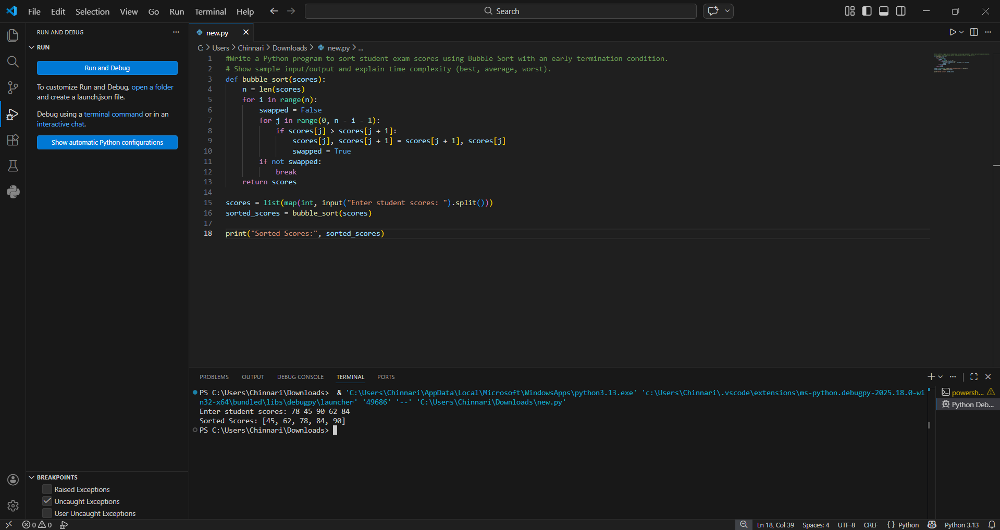 File Edit Selection View Go Run Terminal Help
Search
RUN AND DEBUG
RUN
Run and Debug
To customize Run and Debug, open a folder
and create a launch.json file.
Debug using a terminal command or in an
interactive chat.
Show automatic Python configurations
BREAKPOINTS
Raised Exceptions
Uncaught Exceptions
User Uncaught Exceptions
new.py
C: > Users > Chinnari > Downloads > new.py > ...
1 #Write a Python program to sort student exam scores using Bubble Sort with an early termination condition.
2 # Show sample input/output and explain time complexity (best, average, worst).
3 def bubble_sort(scores):
4     n = len(scores)
5     for i in range(n):
6         swapped = False
7         for j in range(0, n - i - 1):
8             if scores[j] > scores[j + 1]:
9                 scores[j], scores[j + 1] = scores[j + 1], scores[j]
10                 swapped = True
11         if not swapped:
12             break
13     return scores
14
15 scores = list(map(int, input("Enter student scores: ").split()))
16 sorted_scores = bubble_sort(scores)
17
18 print("Sorted Scores:", sorted_scores)
PROBLEMS OUTPUT DEBUG CONSOLE TERMINAL PORTS
PS C:\Users\Chinnari\Downloads>  & 'C:\Users\Chinnari\AppData\Local\Microsoft\WindowsApps\python3.13.exe' 'c:\Users\Chinnari\.vscode\extensions\ms-python.debugpy-2025.18.0-wi
n32-x64\bundled\libs\debugpy\launcher' '49686' '--' 'C:\Users\Chinnari\Downloads\new.py'
Enter student scores: 78 45 90 62 84
Sorted Scores: [45, 62, 78, 84, 90]
PS C:\Users\Chinnari\Downloads>
powersh...
Python Deb...
0 0
Ln 18, Col 39 Spaces: 4 UTF-8 CRLF { } Python Python 3.13